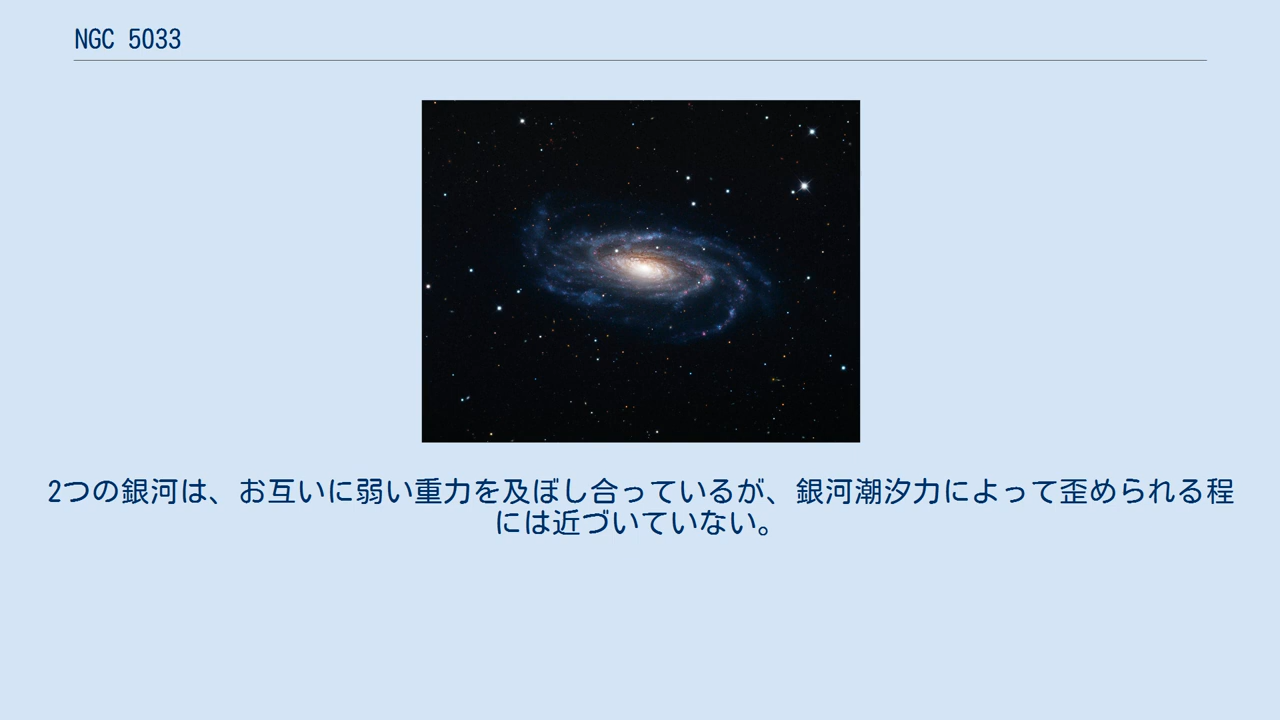 NGC 5033
2つの銀河は、お互いに弱い重力を及ぼし合っているが、銀河潮汐力によって歪められる程
には近づいていない。